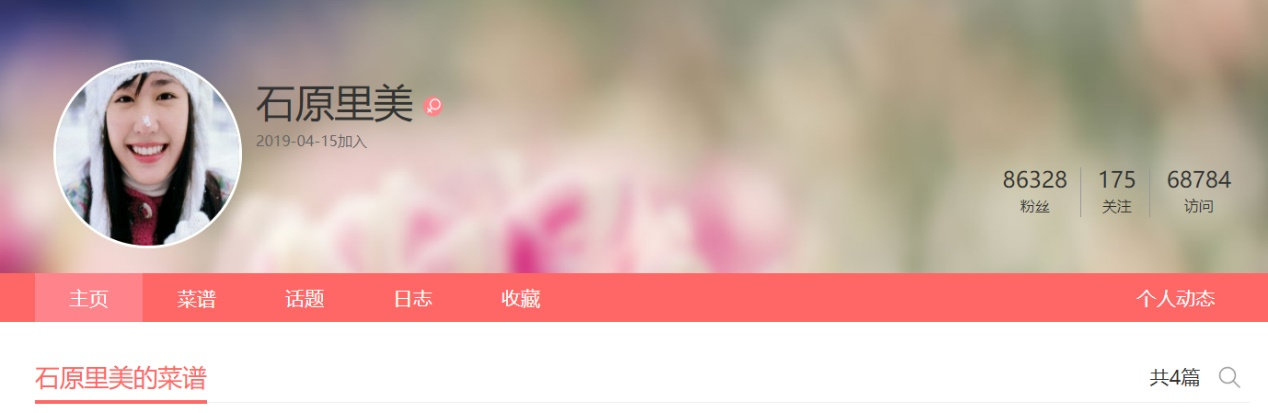 石原里美
2019-04-15加入
86328 175 68784
粉丝 关注 访问
主页 菜谱 话题 日志 收藏 个人动态
石原里美的菜谱 共4篇